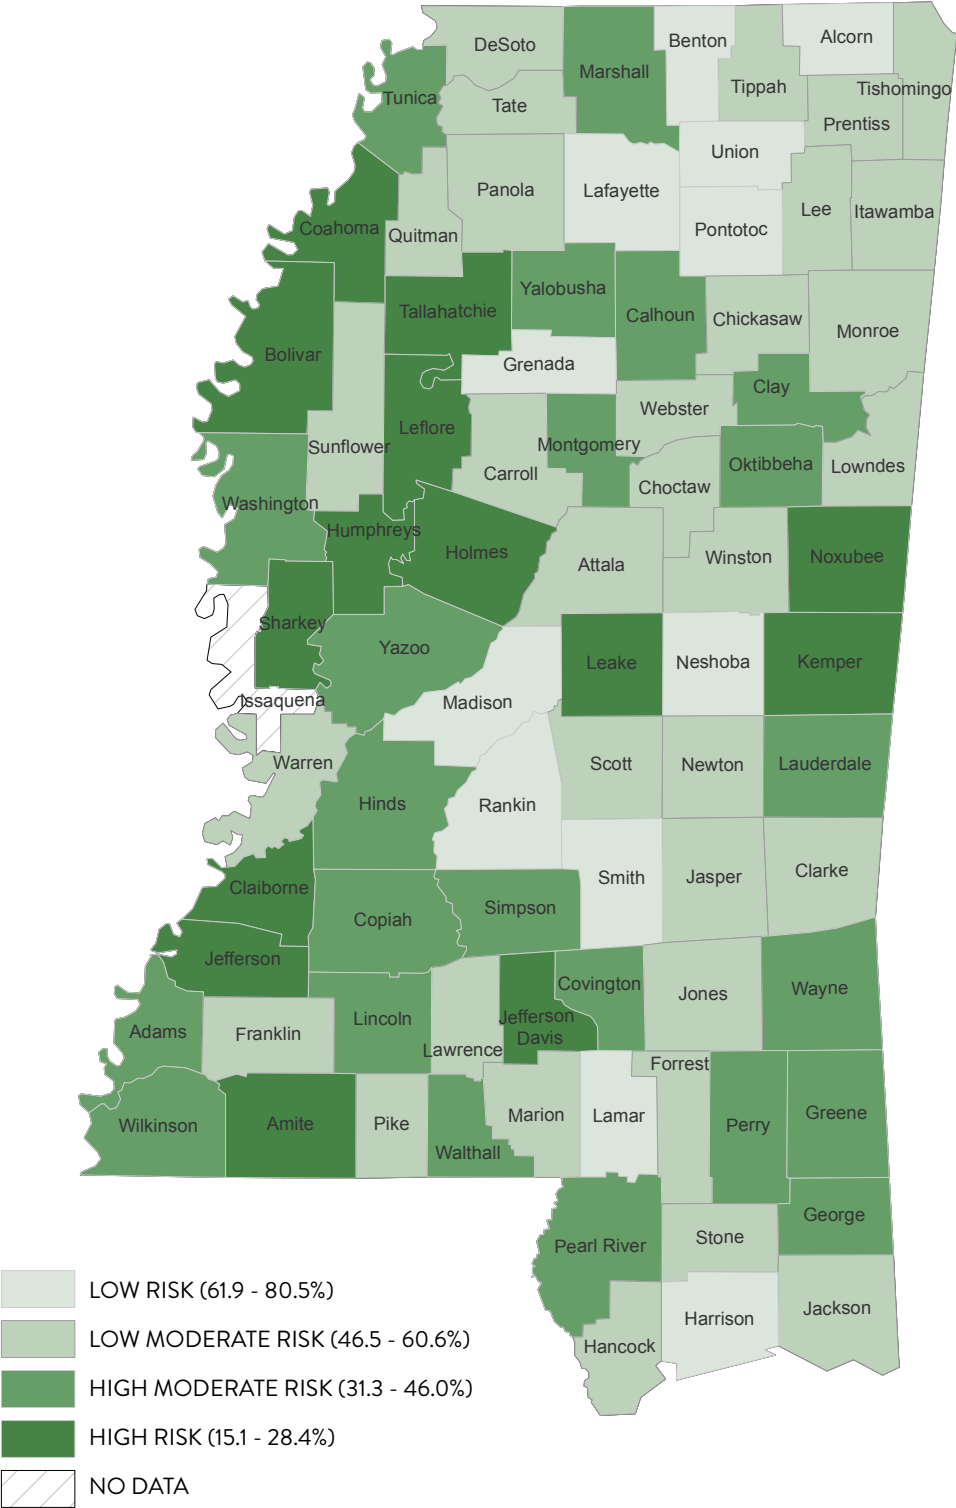 Benton
Alcorn
DeSoto
Marshall
Tippah
Tishomingo
Tunica
Tate
Prentiss
Union
Panola
Lafayette
Lee
Itawamba
Coahoma
Quitman
Pontotoc
Yalobusha
Tallahatchie
Calhoun
Chickasaw
Monroe
Bolivar
Grenada
Clay
Webster
Leflore
Sunflower
Montgomery
Carroll
Oktibbeha
Lowndes
Choctaw
Washington
Humphreys
Holmes
Attala
Winston
Noxubee
Sharkey
Yazoo
Leake
Neshoba
Kemper
Issaquena
Madison
Warren
Scott
Newton
Lauderdale
Hinds
Rankin
Claiborne
Smith
Jasper
Clarke
Copiah
Simpson
Jefferson
Covington
Jones
Wayne
Adams
Franklin
Lincoln
Jefferson
Davis
Lawrence
Forrest
Wilkinson
Amite
Pike
Marion
Lamar
Perry
Greene
Walthall
George
Pearl River
Stone
Harrison
Jackson
Hancock
LOW RISK (61.9 - 80.5%)
LOW MODERATE RISK (46.5 - 60.6%)
HIGH MODERATE RISK (31.3 - 46.0%)
HIGH RISK (15.1 - 28.4%)
NO DATA